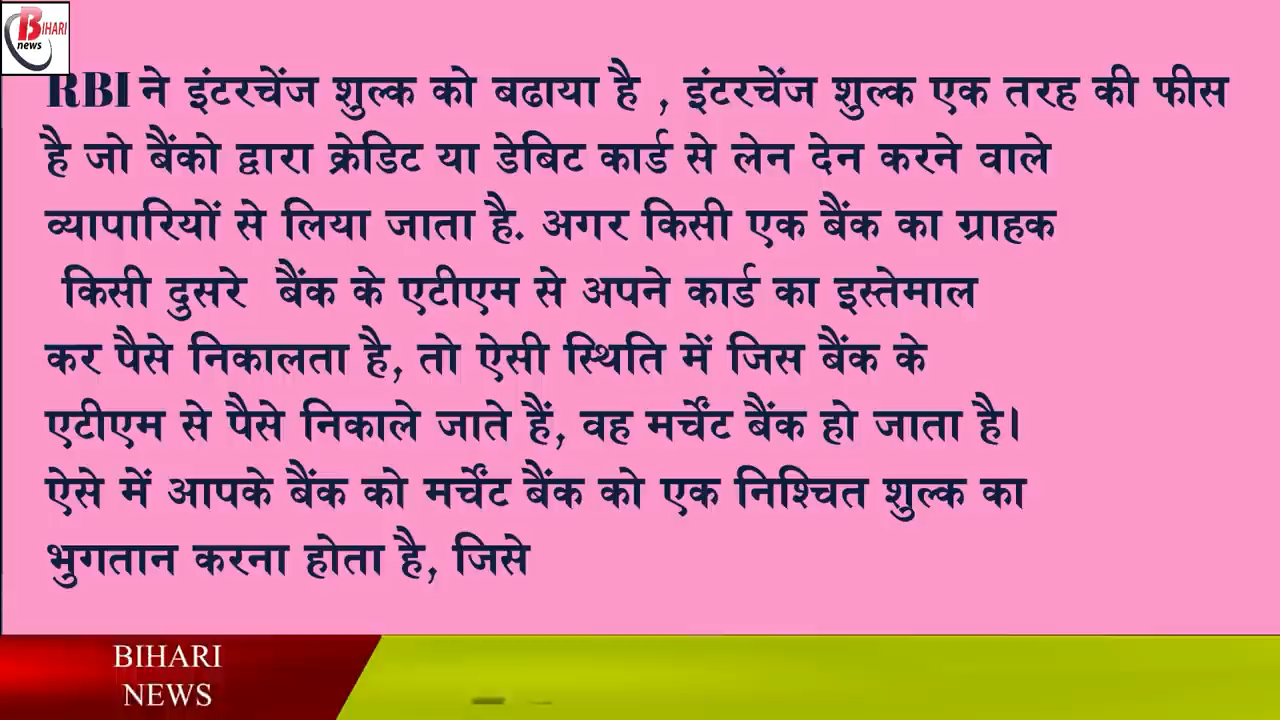 BIHARI
news
RBI ने इंटरचेंज शुल्क को बढाया है , इंटरचेंज शुल्क एक तरह की फीस
है जो बैंको द्वारा क्रेडिट या डेबिट कार्ड से लेन देन करने वाले
व्यापारियों से लिया जाता है. अगर किसी एक बैंक का ग्राहक
किसी दुसरे बैंक के एटीएम से अपने कार्ड का इस्तेमाल
कर पैसे निकालता है, तो ऐसी स्थिति में जिस बैंक के
एटीएम से पैसे निकाले जाते हैं, वह मर्चेंट बैंक हो जाता है।
ऐसे में आपके बैंक को मर्चेंट बैंक को एक निश्चित शुल्क का
भुगतान करना होता है, जिसे
BIHARI
NEWS